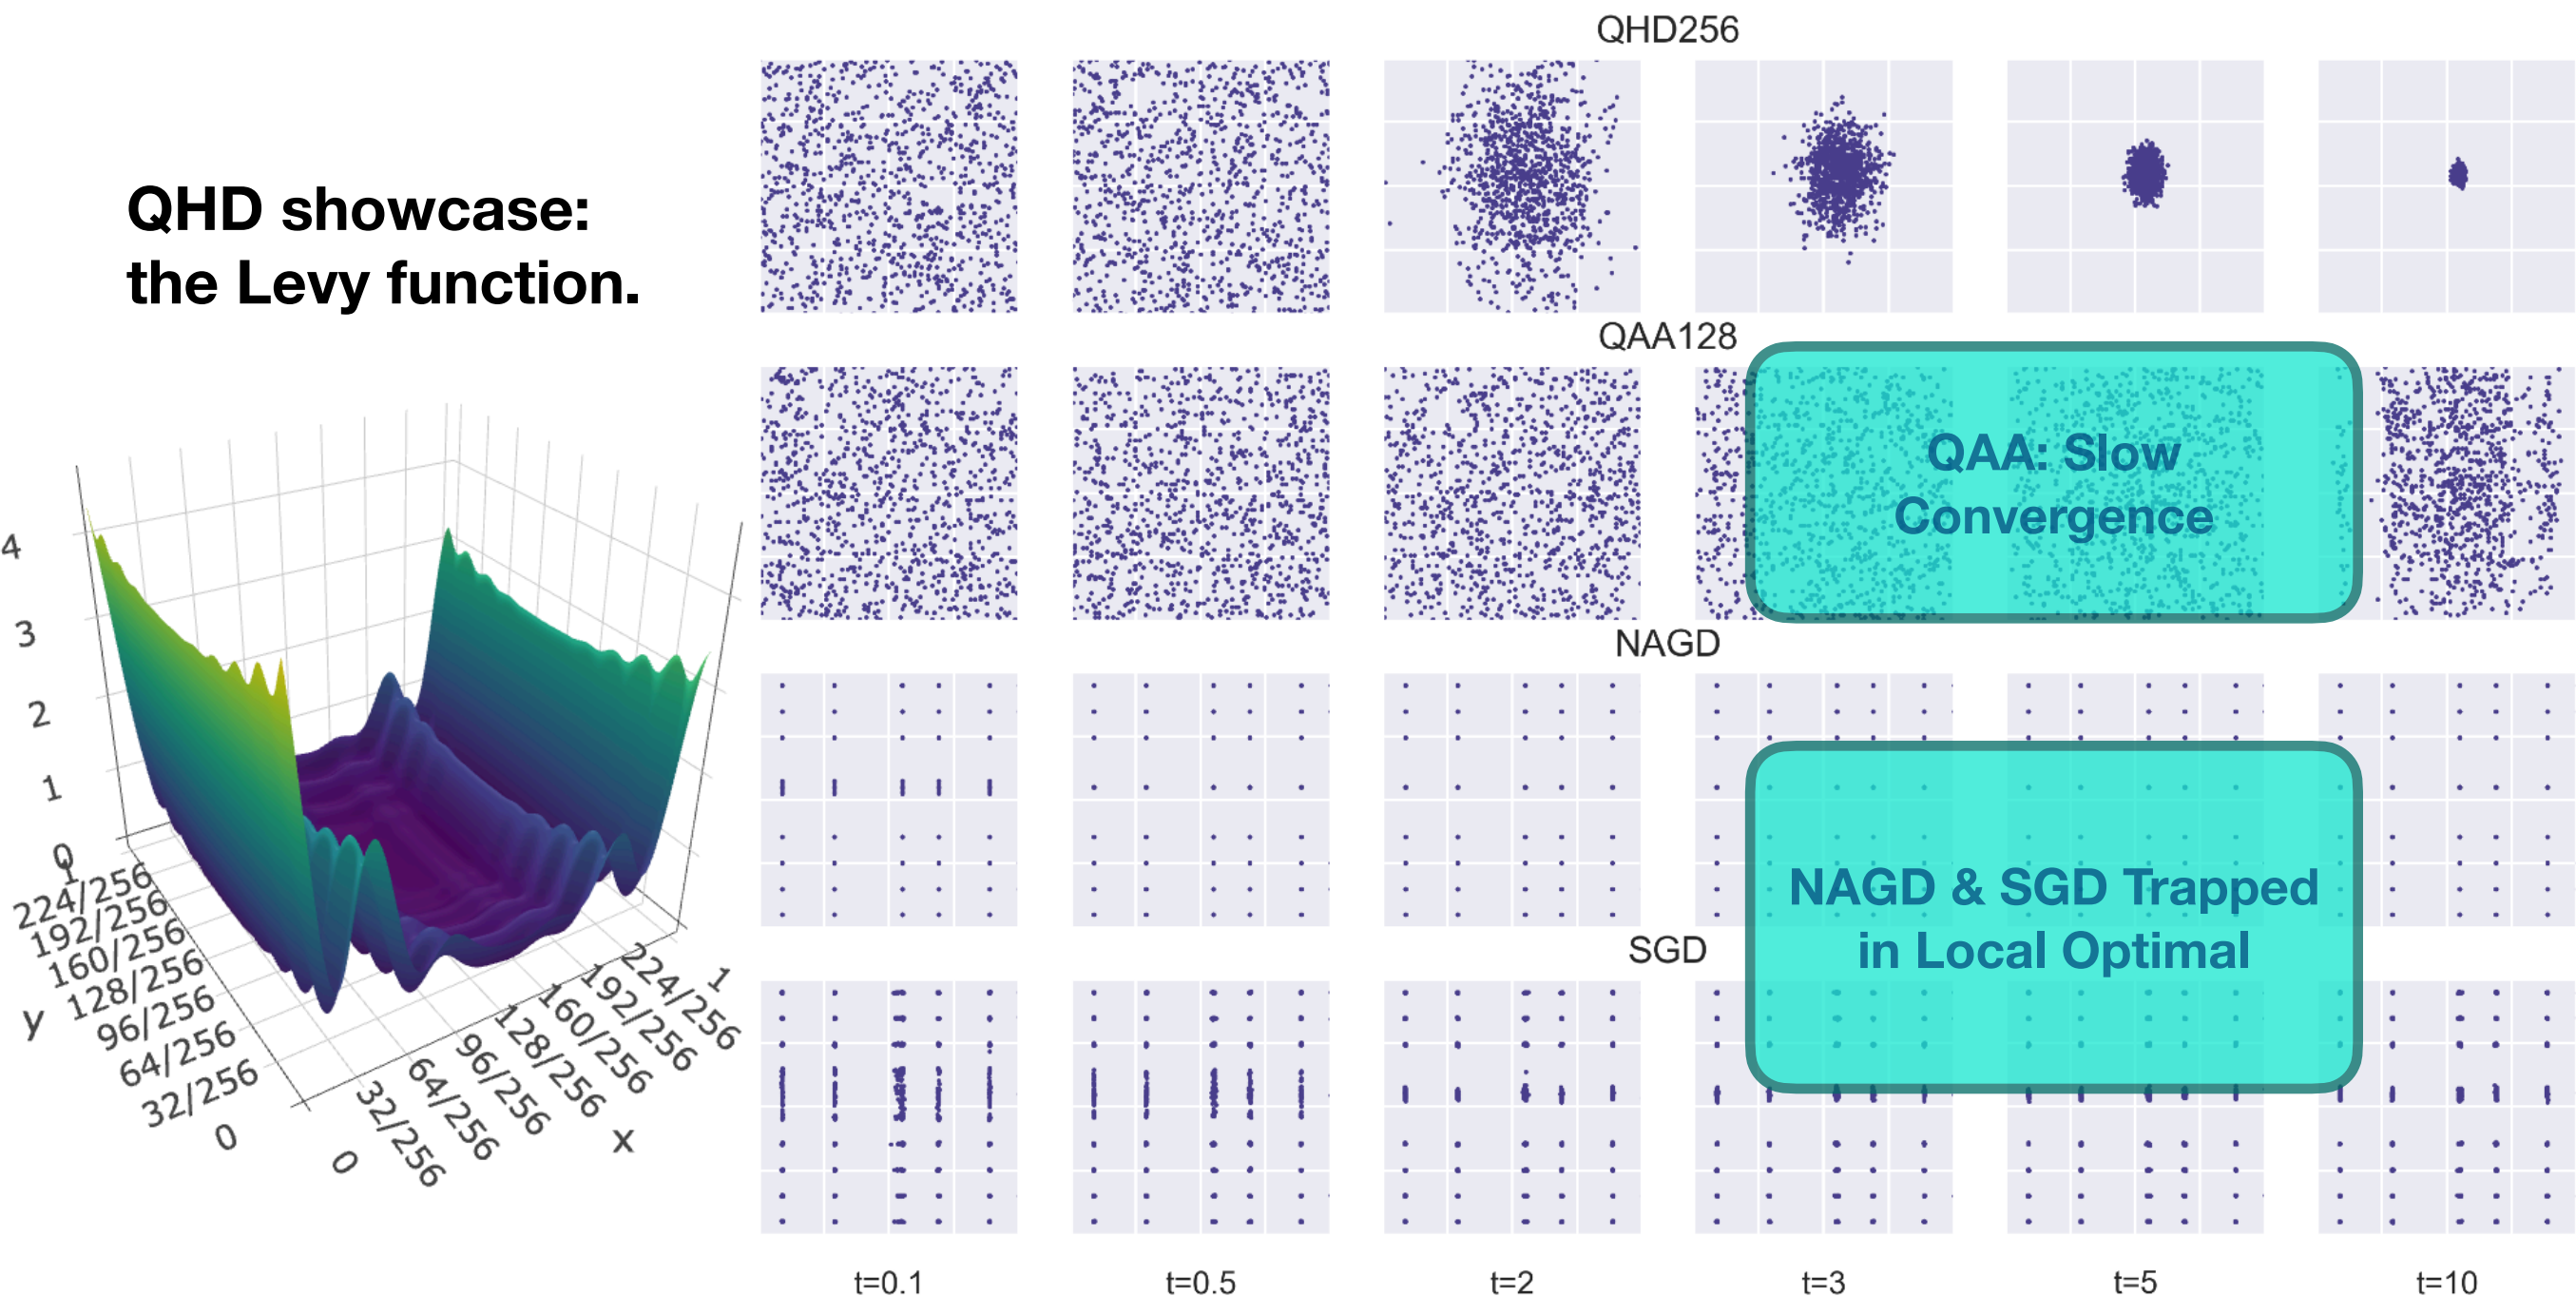 QHD256
QHD showcase:
the Levy function.
QAA128
QAA: Slow
Convergence
NAGD
NAGD & SGD Trapped
in Local Optimal
SGD
4
3
2
1
0
1
224/256
192/256
160/256
128/256
96/256
64/256
32/256
0
y
0
32/256
64/256
96/256
128/256
160/256
192/256
224/256
1
x
t=0.1
t=0.5
t=2
t=3
t=5
t=10